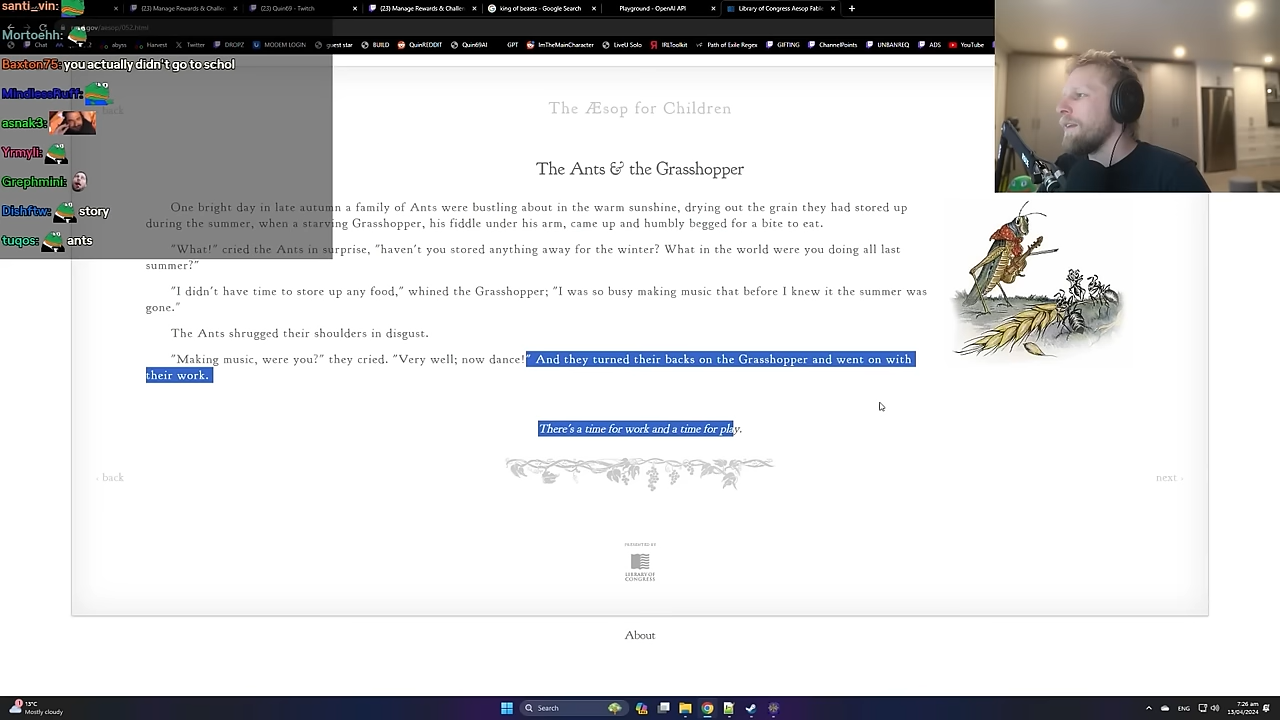 santi_vin:
(23) Manage Rewards & Challe
(23) Quin69 - Twitch
(23) Manage Rewards & Challe
king of beasts - Google Search
Playground - OpenAI API
Library of Congress Aesop Fable
Mortoehh:
gov/aesop/052.html
Chat
abyss
Harvest
Twitter
DROPZ
MODEM LOGIN
guest star
BUILD
QuinREDDIT
Quin69AI
GPT
ImTheMainCharacter
LiveU Solo
IRLToolkit
Path of Exile Regex
GIFTING
ChannelPoints
UNBANREQ
ADS
YouTube
Baxton75: you actually didn't go to schol
MindlessRuff:
asnak3:
Yrmyll:
Grephmini:
Dishftw: story
tuqos: ants
back
The Æsop for Children
The Ants & the Grasshopper
One bright day in late autumn a family of Ants were bustling about in the warm sunshine, drying out the grain they had stored up
during the summer, when a starving Grasshopper, his fiddle under his arm, came up and humbly begged for a bite to eat.
"What!" cried the Ants in surprise, "haven't you stored anything away for the winter? What in the world were you doing all last
summer?"
"I didn't have time to store up any food," whined the Grasshopper; "I was so busy making music that before I knew it the summer was
gone."
The Ants shrugged their shoulders in disgust.
"Making music, were you?" they cried. "Very well; now dance!" And they turned their backs on the Grasshopper and went on with
their work.
There's a time for work and a time for play.
‹ back
next ›
PRESENTED BY
LIBRARY OF
CONGRESS
About
13°C
Mostly cloudy
Search
ENG
7:26 am
13/04/2024